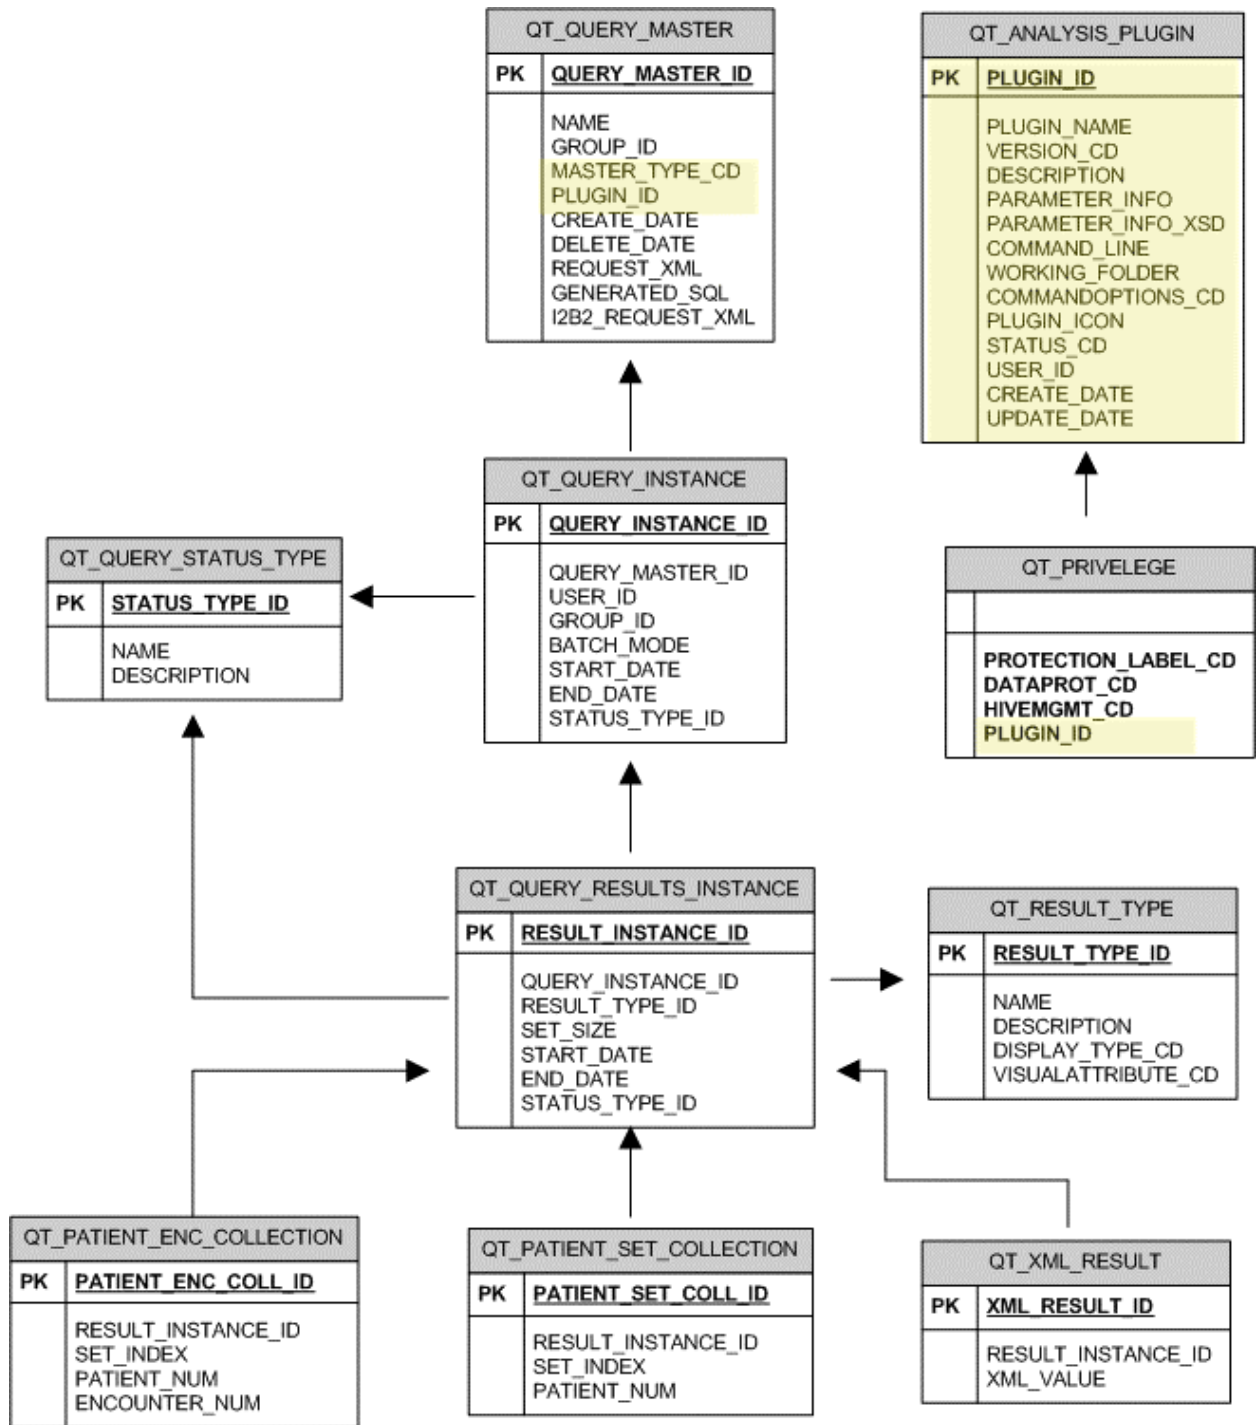 QT_QUERY_MASTER
PK QUERY_MASTER_ID
NAME
GROUP_ID
MASTER_TYPE_CD
PLUGIN_ID
CREATE_DATE
DELETE_DATE
REQUEST_XML
GENERATED_SQL
I2B2_REQUEST_XML
QT_ANALYSIS_PLUGIN
PK PLUGIN_ID
PLUGIN_NAME
VERSION_CD
DESCRIPTION
PARAMETER_INFO
PARAMETER_INFO_XSD
COMMAND_LINE
WORKING_FOLDER
COMMANDOPTIONS_CD
PLUGIN_ICON
STATUS_CD
USER_ID
CREATE_DATE
UPDATE_DATE
QT_QUERY_INSTANCE
PK QUERY_INSTANCE_ID
QUERY_MASTER_ID
USER_ID
GROUP_ID
BATCH_MODE
START_DATE
END_DATE
STATUS_TYPE_ID
QT_QUERY_STATUS_TYPE
PK STATUS_TYPE_ID
NAME
DESCRIPTION
QT_PRIVELEGE
PROTECTION_LABEL_CD
DATAPROT_CD
HIVEMGMT_CD
PLUGIN_ID
QT_QUERY_RESULTS_INSTANCE
PK RESULT_INSTANCE_ID
QUERY_INSTANCE_ID
RESULT_TYPE_ID
SET_SIZE
START_DATE
END_DATE
STATUS_TYPE_ID
QT_RESULT_TYPE
PK RESULT_TYPE_ID
NAME
DESCRIPTION
DISPLAY_TYPE_CD
VISUALATTRIBUTE_CD
QT_PATIENT_ENC_COLLECTION
PK PATIENT_ENC_COLL_ID
RESULT_INSTANCE_ID
SET_INDEX
PATIENT_NUM
ENCOUNTER_NUM
QT_PATIENT_SET_COLLECTION
PK PATIENT_SET_COLL_ID
RESULT_INSTANCE_ID
SET_INDEX
PATIENT_NUM
QT_XML_RESULT
PK XML_RESULT_ID
RESULT_INSTANCE_ID
XML_VALUE